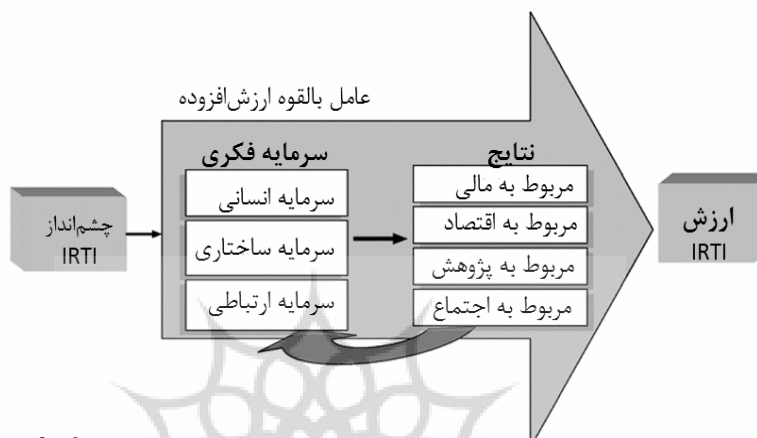 عامل بالقوه ارزش‌افزوده
چشم‌انداز
IRTI
سرمایه فکری
سرمایه انسانی
سرمایه ساختاری
سرمایه ارتباطی
نتایج
مربوط به مالی
مربوط به اقتصاد
مربوط به پژوهش
مربوط به اجتماع
ارزش
IRTI